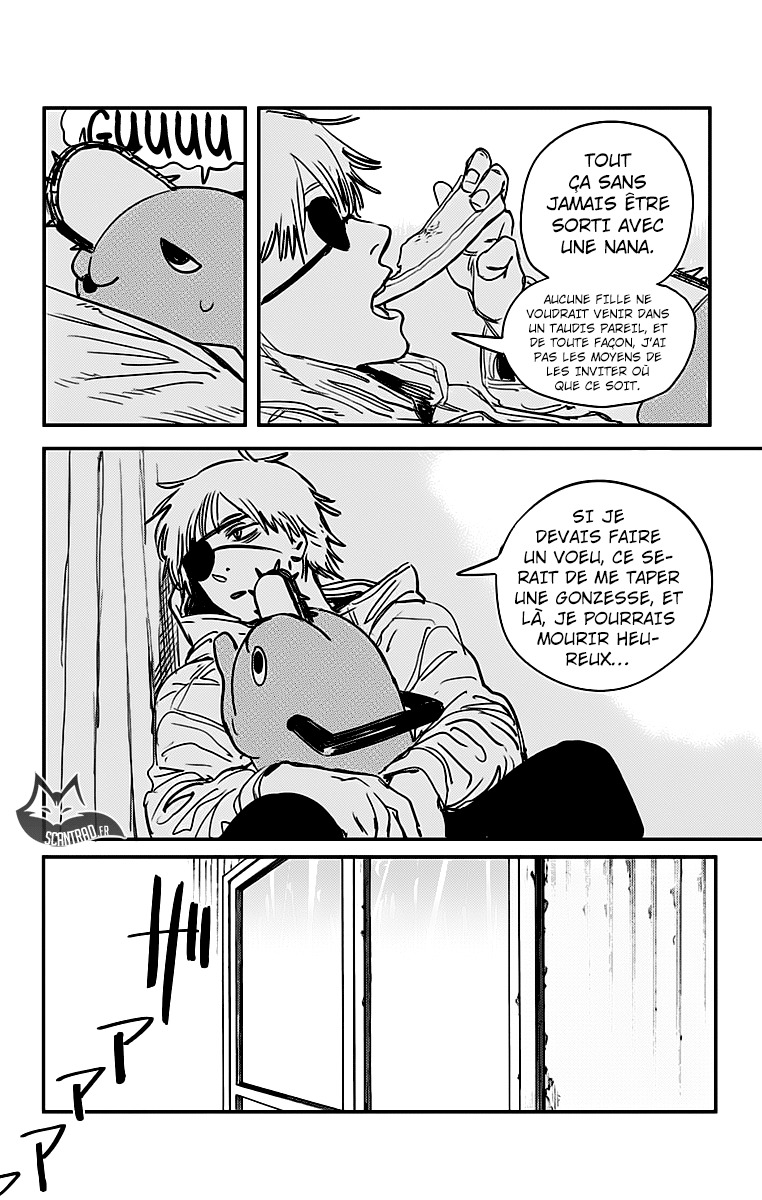 TOUT
ÇA SANS
JAMAIS ÊTRE
SORTI AVEC
UNE NANA.
AUCUNE FILLE NE
VOUDRAIT VENIR DANS
UN TAUDIS PAREIL, ET
DE TOUTE FAÇON, J'AI
PAS LES MOYENS DE
LES INVITER OÙ
QUE CE SOIT.
GUUUU
SI JE
DEVAIS FAIRE
UN VOEU, CE SE-
RAIT DE ME TAPER
UNE GONZESSE, ET
LÀ, JE POURRAIS
MOURIR HEU-
REUX...
SCANTRAD.FR